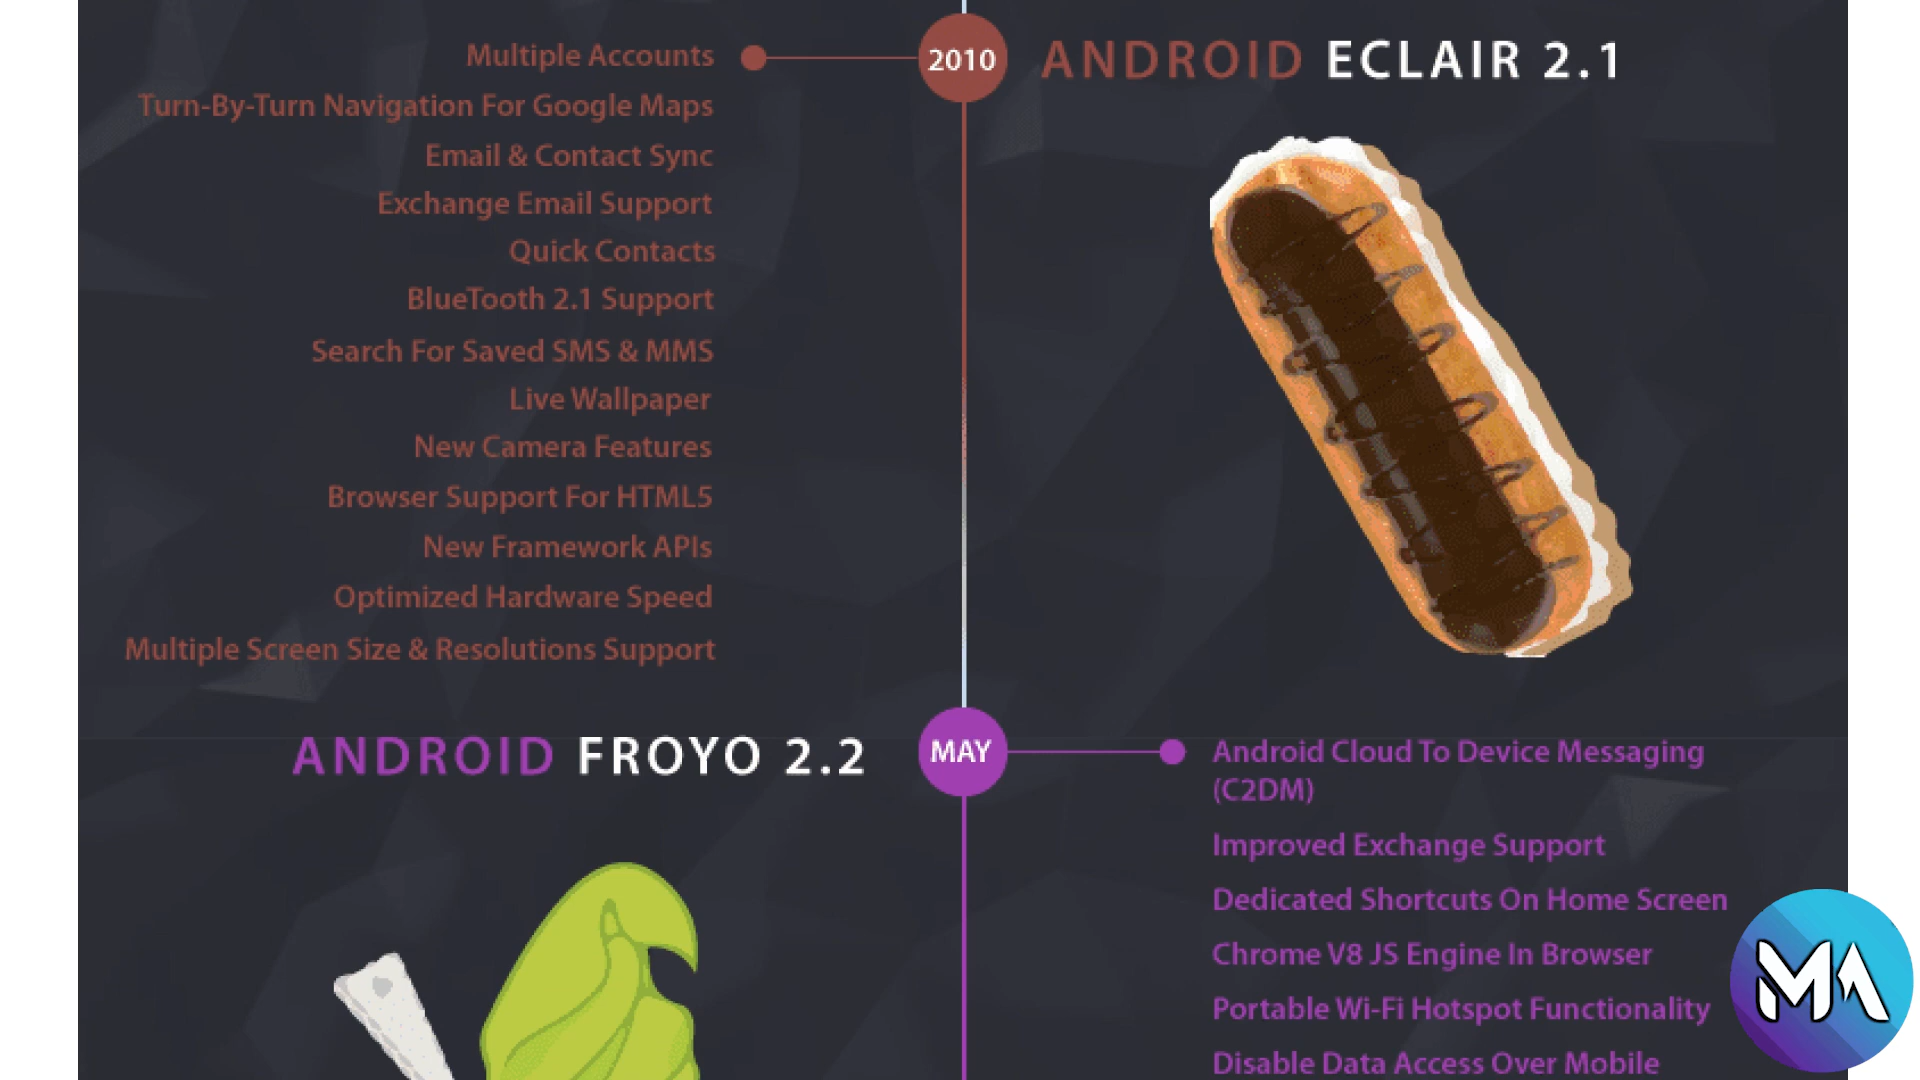 Multiple Accounts
2010
ANDROID ECLAIR 2.1
Turn-By-Turn Navigation For Google Maps
Email & Contact Sync
Exchange Email Support
Quick Contacts
BlueTooth 2.1 Support
Search For Saved SMS & MMS
Live Wallpaper
New Camera Features
Browser Support For HTML5
New Framework APIs
Optimized Hardware Speed
Multiple Screen Size & Resolutions Support
ANDROID FROYO 2.2
MAY
Android Cloud To Device Messaging
(C2DM)
Improved Exchange Support
Dedicated Shortcuts On Home Screen
Chrome V8 JS Engine In Browser
Portable Wi-Fi Hotspot Functionality
Disable Data Access Over Mobile
MA